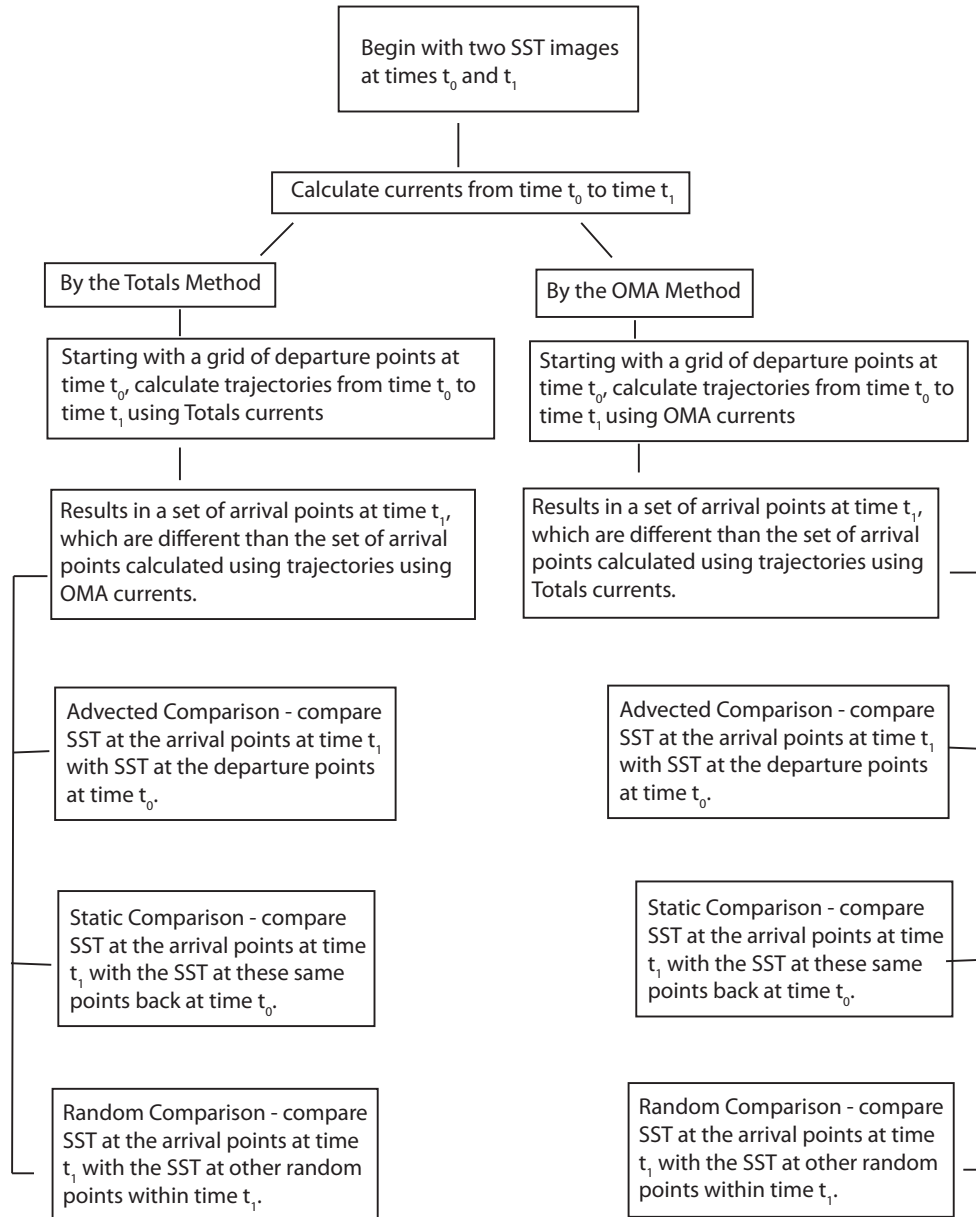 Begin with two SST images
at times t₀ and t₁
Calculate currents from time t₀ to time t₁
By the Totals Method
Starting with a grid of departure points at
time t₀, calculate trajectories from time t₀ to
time t₁ using Totals currents
Results in a set of arrival points at time t₁,
which are different than the set of arrival
points calculated using trajectories using
OMA currents.
Advected Comparison - compare
SST at the arrival points at time t₁
with SST at the departure points
at time t₀.
Static Comparison - compare
SST at the arrival points at time
t₁ with the SST at these same
points back at time t₀.
Random Comparison - compare
SST at the arrival points at time
t₁ with the SST at other random
points within time t₁.
By the OMA Method
Starting with a grid of departure points at
time t₀, calculate trajectories from time t₀ to
time t₁ using OMA currents
Results in a set of arrival points at time t₁,
which are different than the set of arrival
points calculated using trajectories using
Totals currents.
Advected Comparison - compare
SST at the arrival points at time t₁
with SST at the departure points
at time t₀.
Static Comparison - compare
SST at the arrival points at time
t₁ with the SST at these same
points back at time t₀.
Random Comparison - compare
SST at the arrival points at time
t₁ with the SST at other random
points within time t₁.